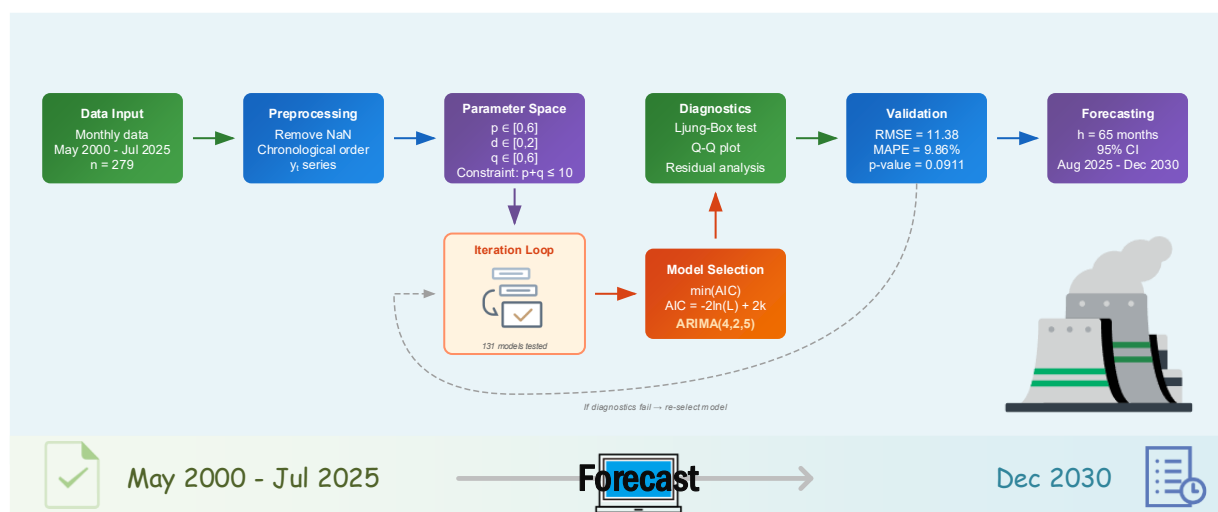 Data Input
Monthly data
May 2000 - Jul 2025
n = 279
Preprocessing
Remove NaN
Chronological order
yₜ series
Parameter Space
p ∈ [0,6]
d ∈ [0,2]
q ∈ [0,6]
Constraint: p+q ≤ 10
Iteration Loop
131 models tested
Model Selection
min(AIC)
AIC = -2ln(L) + 2k
ARIMA(4,2,5)
Diagnostics
Ljung-Box test
Q-Q plot
Residual analysis
Validation
RMSE = 11.38
MAPE = 9.86%
p-value = 0.0911
Forecasting
h = 65 months
95% CI
Aug 2025 - Dec 2030
If diagnostics fail → re-select model
May 2000 - Jul 2025
Forecast
Dec 2030